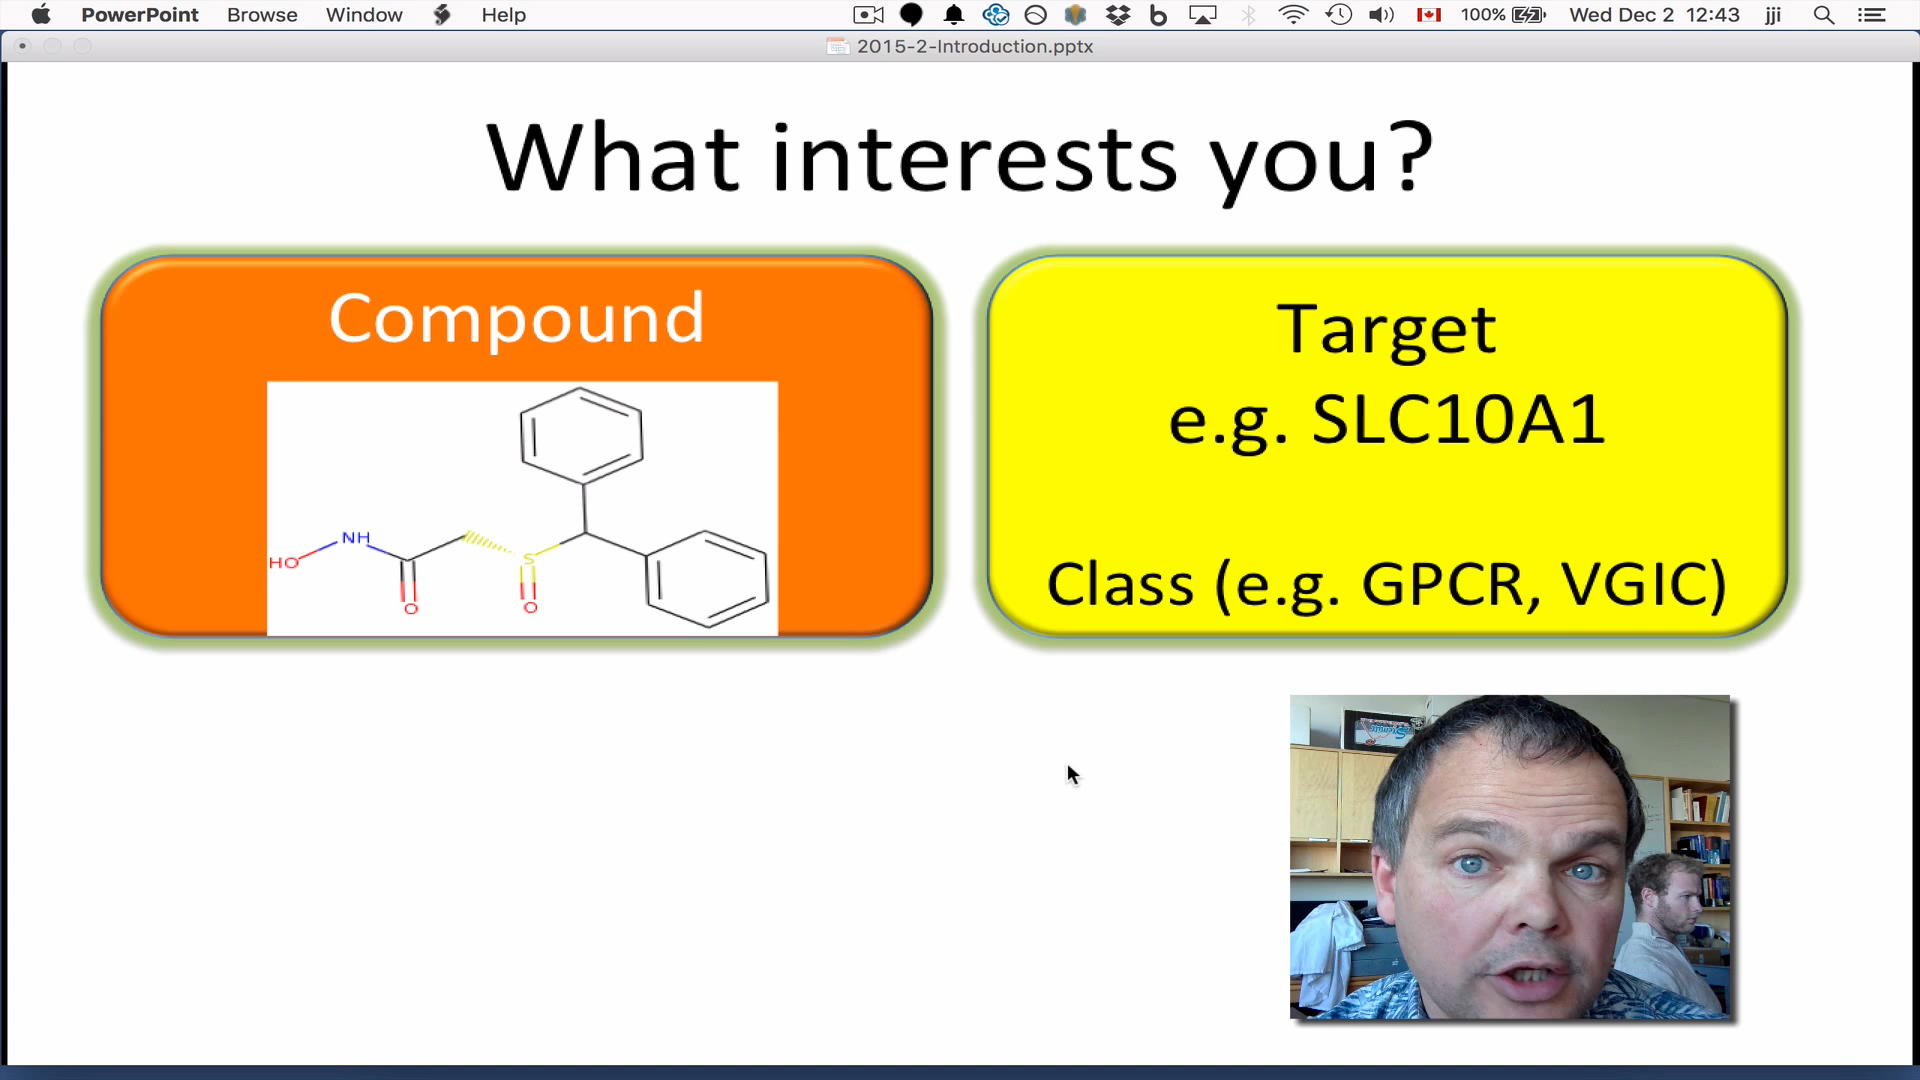 PowerPoint Browse Window Help 100% Wed Dec 2 12:43 jji
2015-2-Introduction.pptx
What interests you?
Compound
HO NH O S O
Target
e.g. SLC10A1
Class (e.g. GPCR, VGIC)